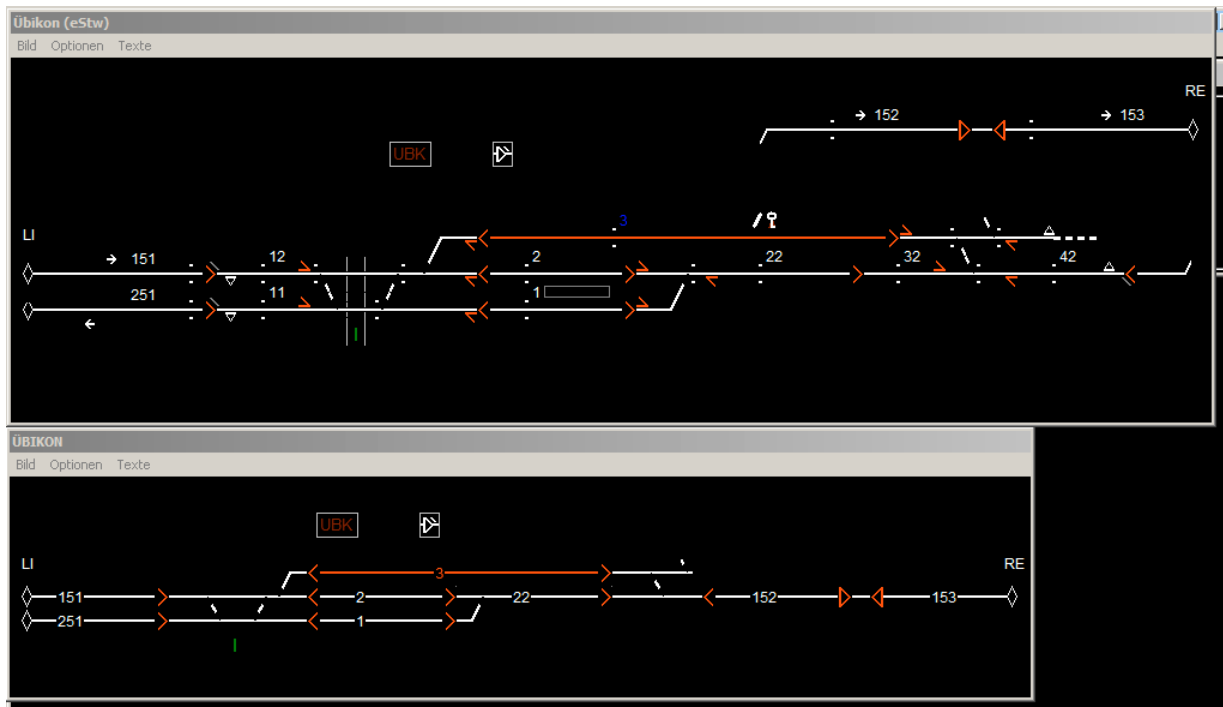 Übikon (eStw)
Bild Optionen Texte
RE
→ 152 → 153
UBK
3
LI
→ 151 12 2 22 32 42
251 11 1
←
I
ÜBIKON
Bild Optionen Texte
UBK
LI RE
3
151 2 22 152 153
251 1
I